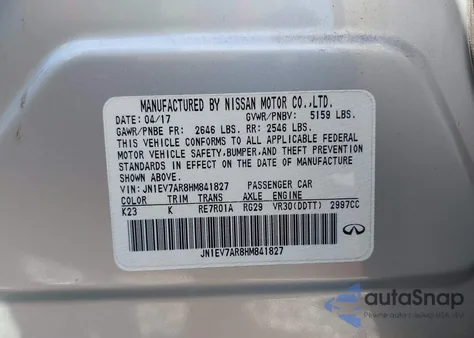 MANUFACTURED BY NISSAN MOTOR CO.,LTD.
DATE: 04/17 GVWR/PNBV: 5159 LBS.
GAWR/PNBE FR: 2646 LBS. RR: 2546 LBS.
THIS VEHICLE CONFORMS TO ALL APPLICABLE FEDERAL
MOTOR VEHICLE SAFETY,BUMPER,AND THEFT PREVENTION
STANDARDS IN EFFECT ON THE DATE OF MANUFACTURE
SHOWN ABOVE.
VIN: JN1EV7AR8HM841827 PASSENGER CAR
COLOR TRIM TRANS AXLE ENGINE
K23 K RE7R01A RG29 VR30(DDTT) 2997CC
JN1EV7AR8HM841827
autoSnap